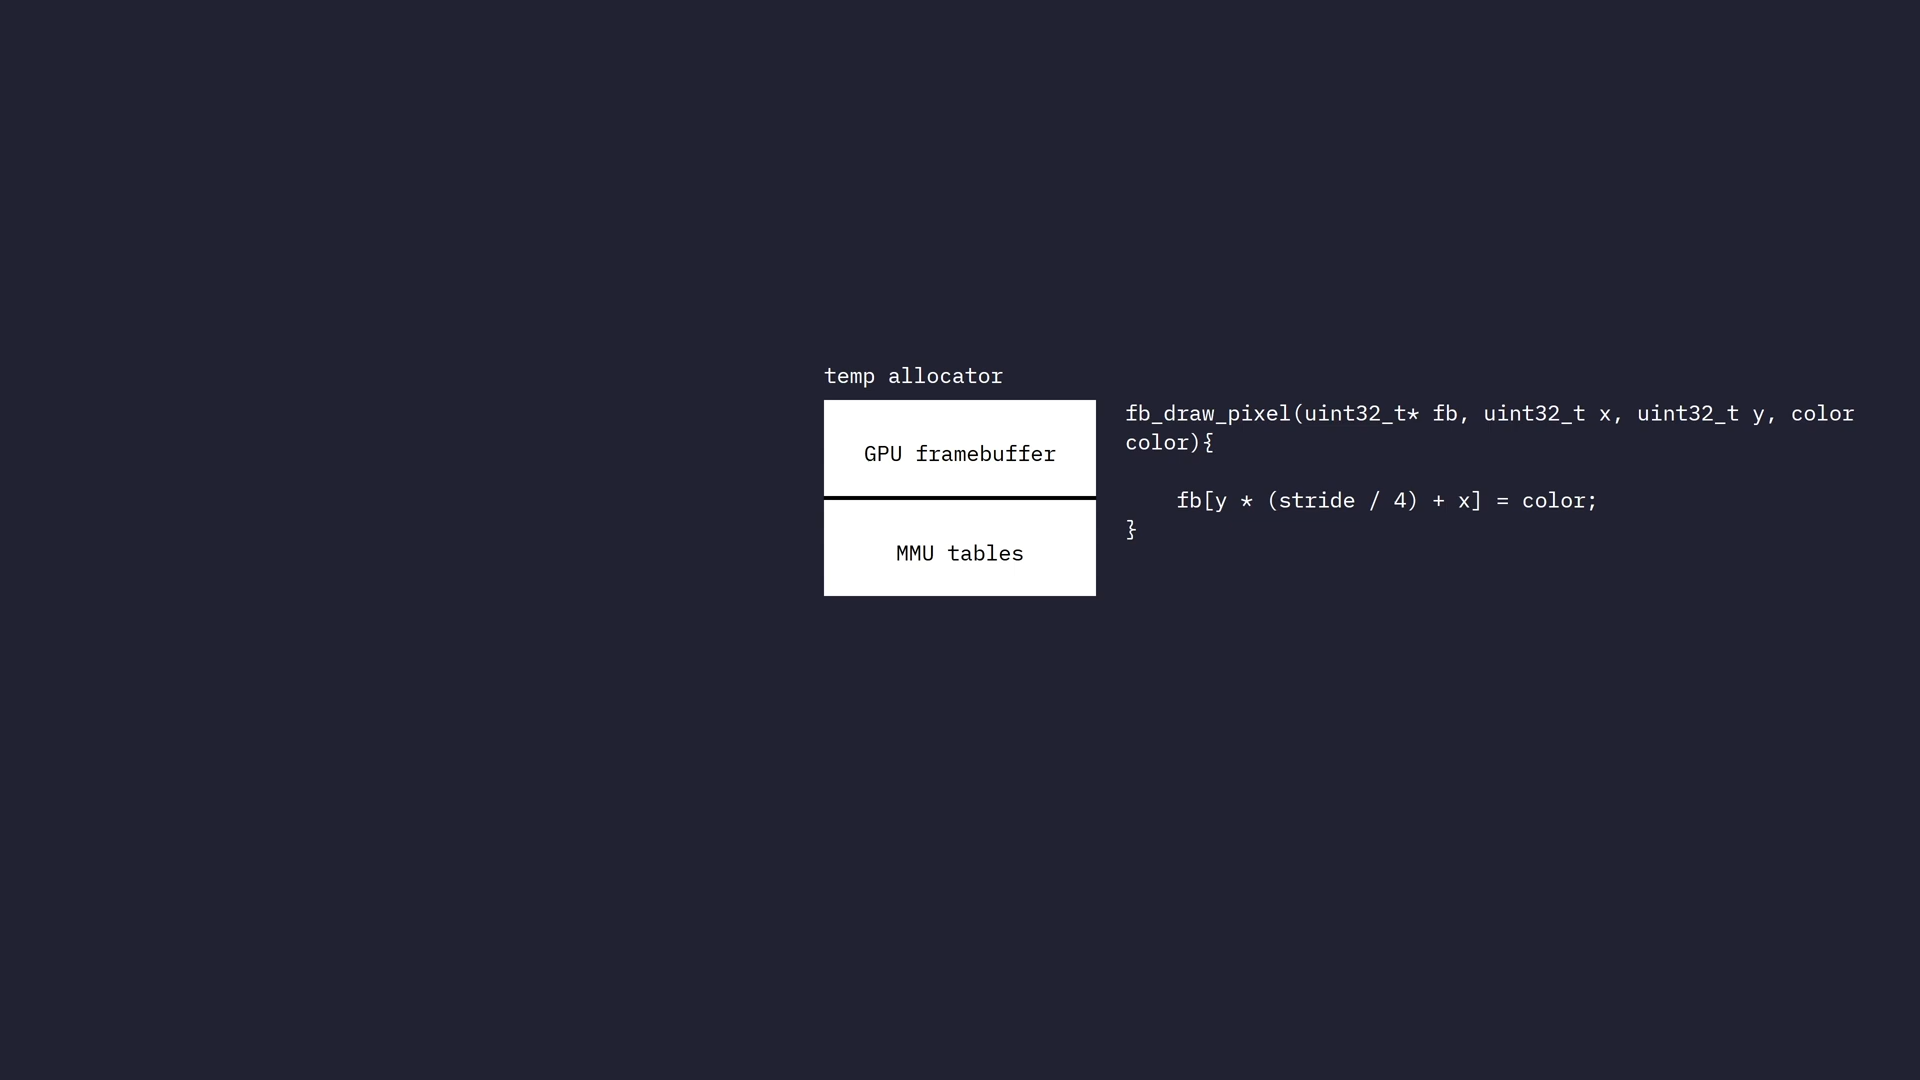 temp allocator
GPU framebuffer
MMU tables
fb_draw_pixel(uint32_t* fb, uint32_t x, uint32_t y, color
color){
    fb[y * (stride / 4) + x] = color;
}